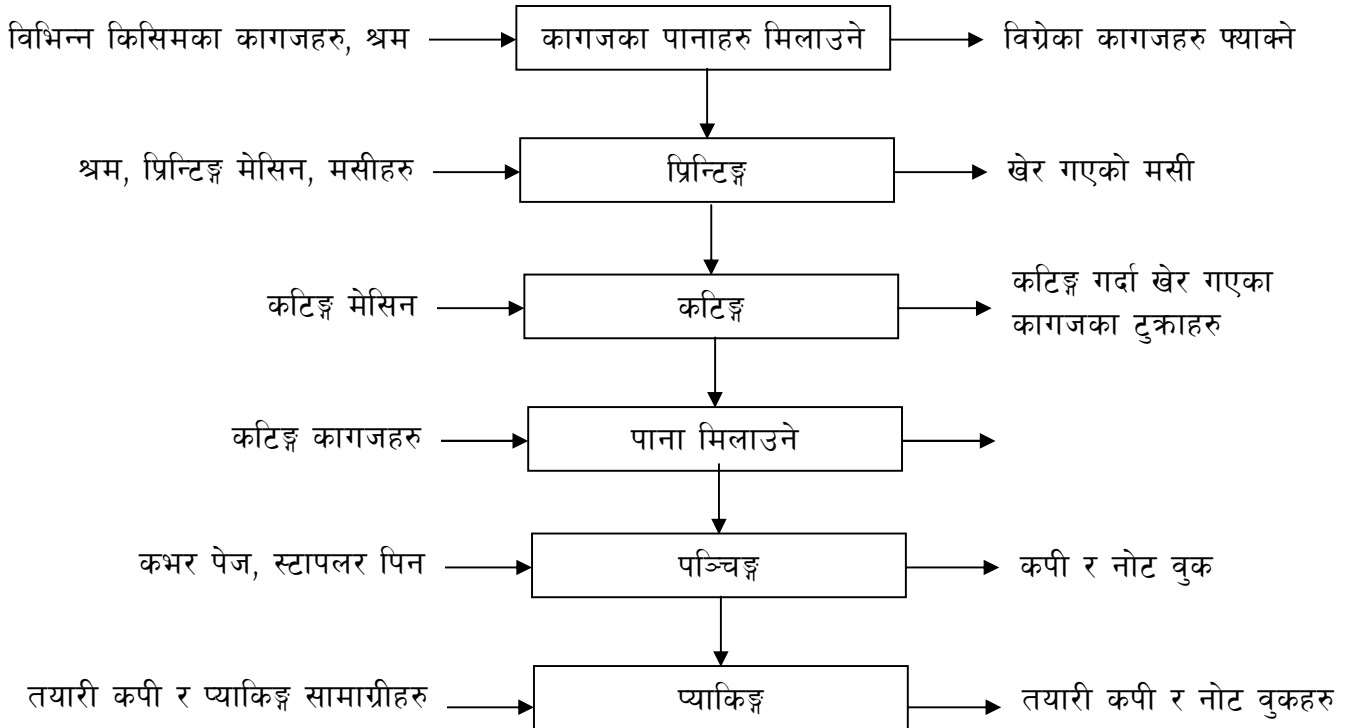 विभिन्न किसिमका कागजहरु, श्रम
कागजका पानाहरु मिलाउने
विग्रेका कागजहरु फ्याक्ने
श्रम, प्रिन्टिङ्ग मेसिन, मसीहरु
प्रिन्टिङ्ग
खेर गएको मसी
कटिङ्ग मेसिन
कटिङ्ग
कटिङ्ग गर्दा खेर गएका
कागजका टुक्राहरु
कटिङ्ग कागजहरु
पाना मिलाउने
कभर पेज, स्टापलर पिन
पञ्चिङ्ग
कपी र नोट वुक
तयारी कपी र प्याकिङ्ग सामाग्रीहरु
प्याकिङ्ग
तयारी कपी र नोट वुकहरु